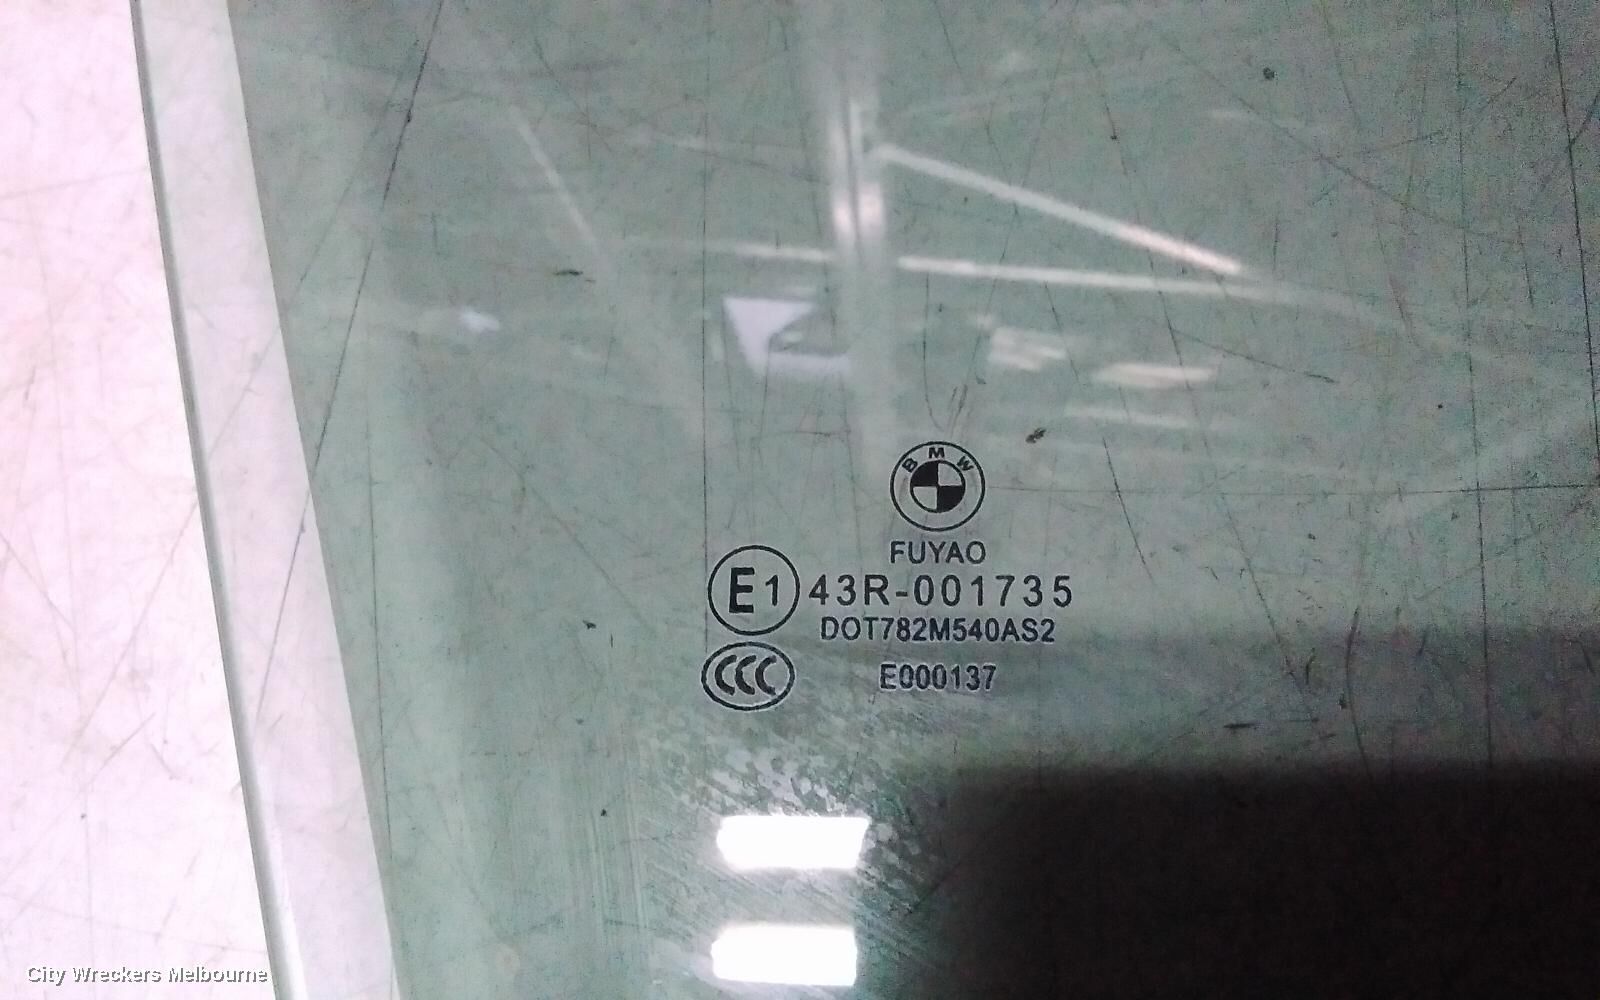 BMW
FUYAO
E1 43R-001735
DOT782M540AS2
CCC E000137
City Wreckers Melbourne